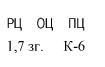 РЦ ОЦ ПЦ
1,7 зг. К-6